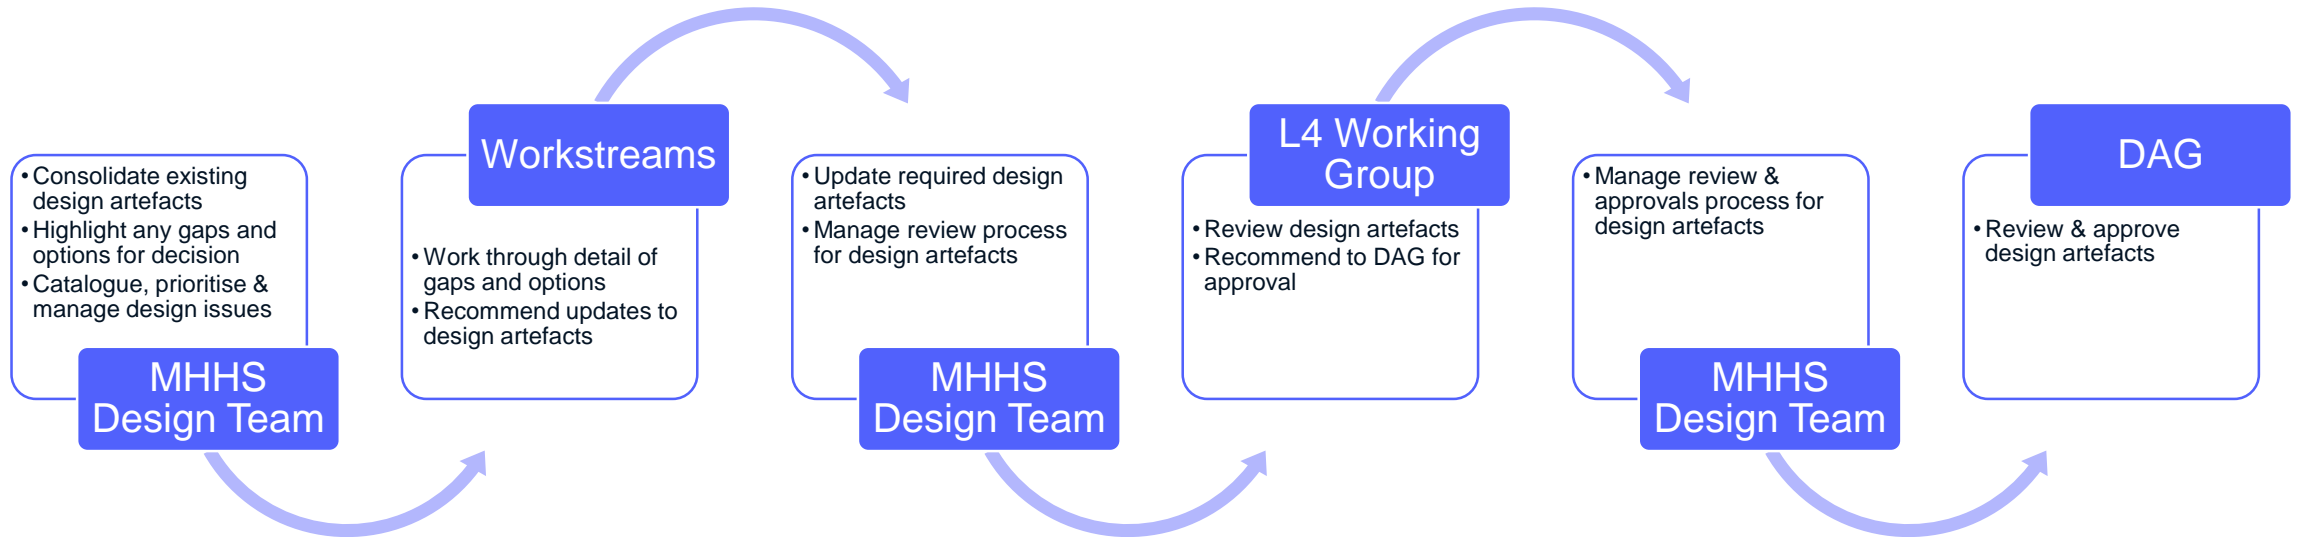 • Consolidate existing
design artefacts
• Highlight any gaps and
options for decision
• Catalogue, prioritise &
manage design issues
MHHS
Design Team
Workstreams
• Work through detail of
gaps and options
• Recommend updates to
design artefacts
• Update required design
artefacts
• Manage review process
for design artefacts
MHHS
Design Team
L4 Working
Group
• Review design artefacts
• Recommend to DAG for
approval
• Manage review &
approvals process for
design artefacts
MHHS
Design Team
DAG
• Review & approve
design artefacts